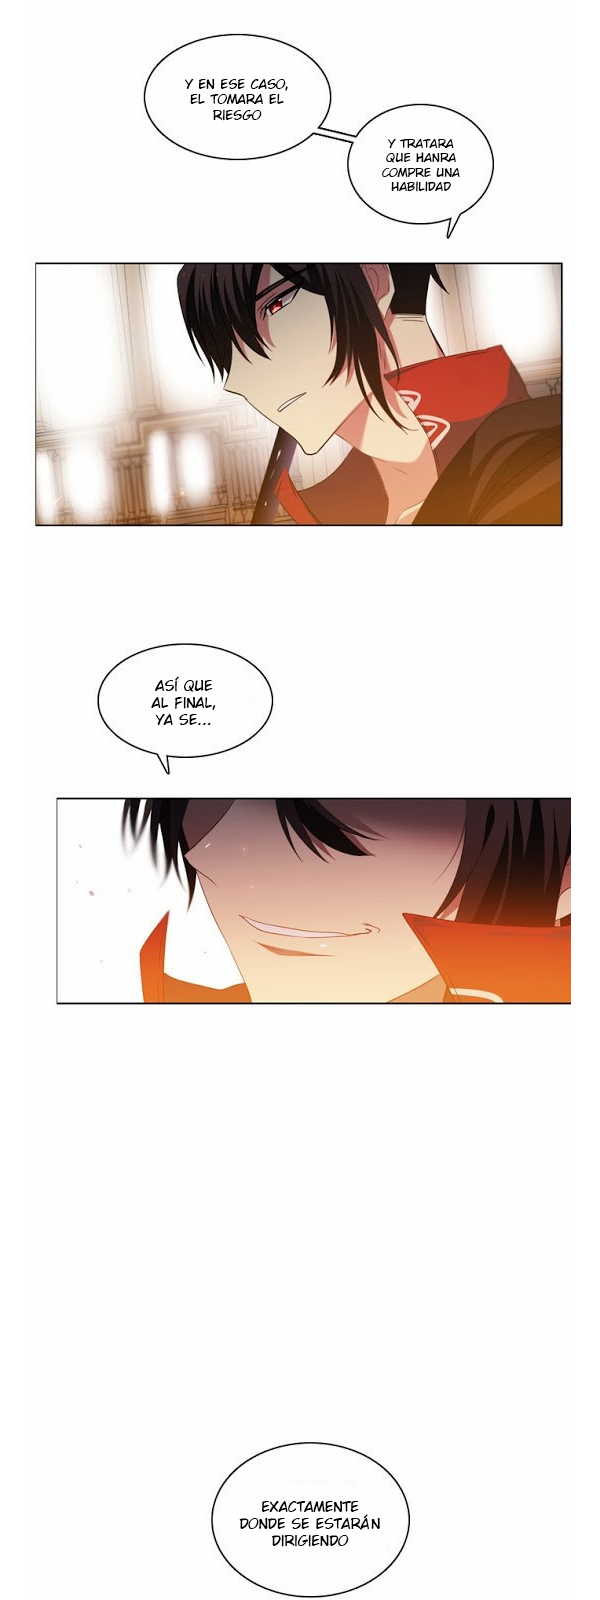 Y EN ESE CASO,
EL TOMARA EL
RIESGO
Y TRATARA
QUE HANRA
COMPRE UNA
HABILIDAD
ASÍ QUE
AL FINAL,
YA SE...
EXACTAMENTE
DONDE SE ESTARÁN
DIRIGIENDO